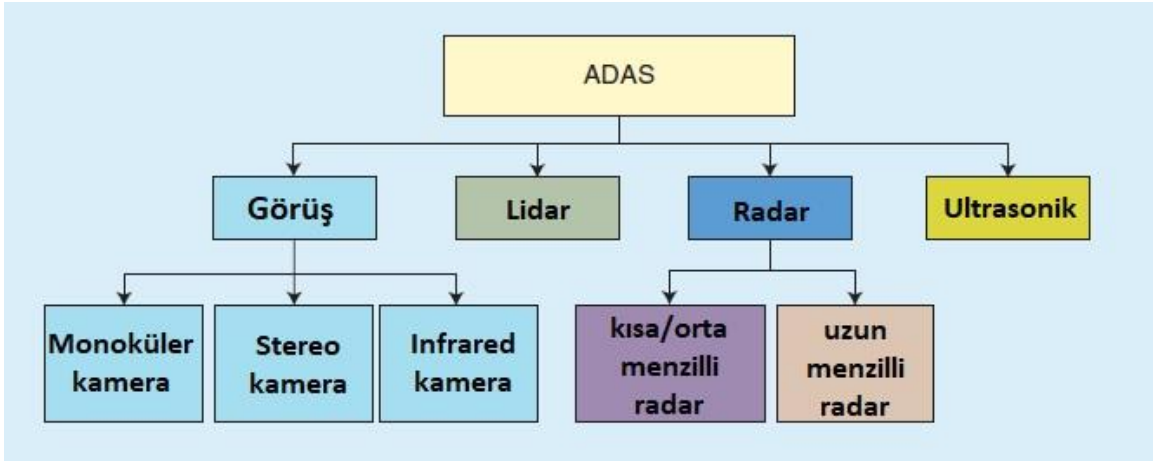 ADAS
Görüş
Lidar
Radar
Ultrasonik
Monoküler
kamera
Stereo
kamera
Infrared
kamera
kısa/orta
menzilli
radar
uzun
menzilli
radar